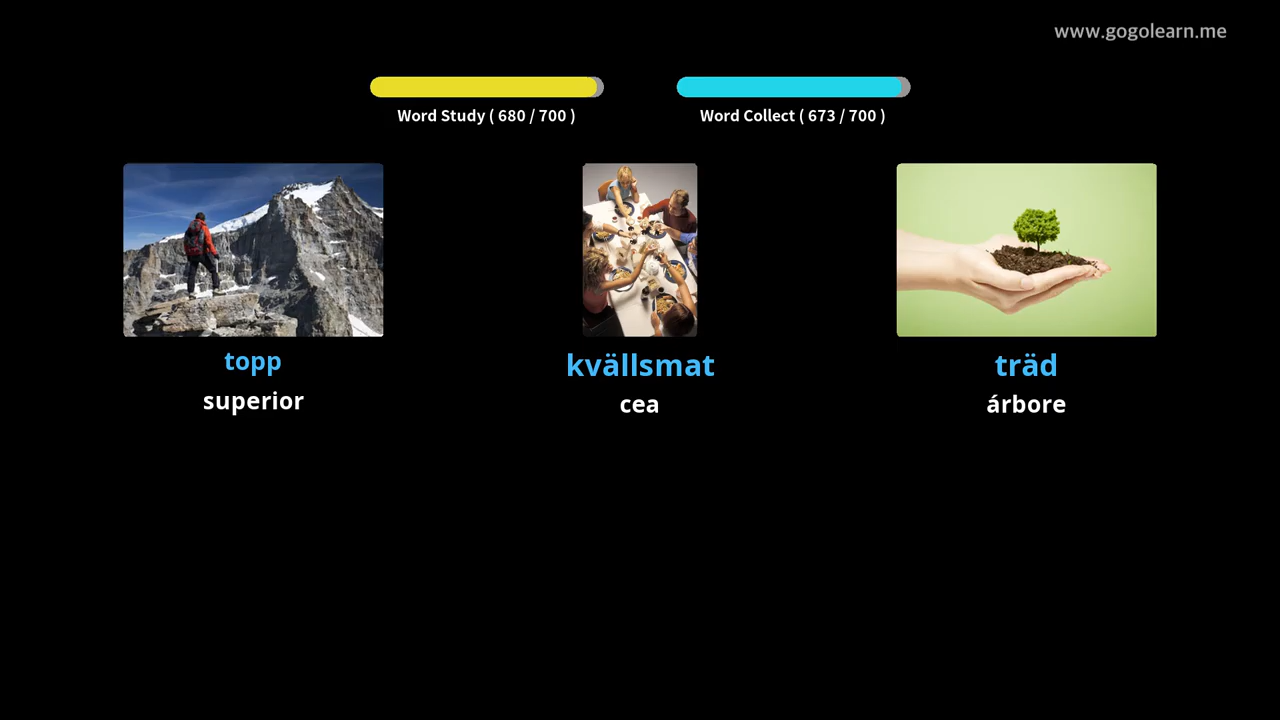 www.gogolearn.me
Word Study ( 680 / 700 )
Word Collect ( 673 / 700 )
topp
superior
kvällsmat
cea
träd
árbore